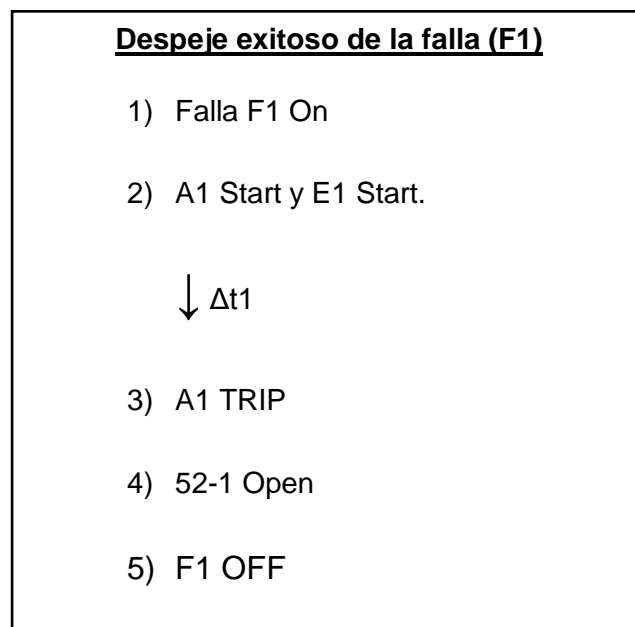 Despeje exitoso de la falla (F1)
1) Falla F1 On
2) A1 Start y E1 Start.
↓ Δt1
3) A1 TRIP
4) 52-1 Open
5) F1 OFF